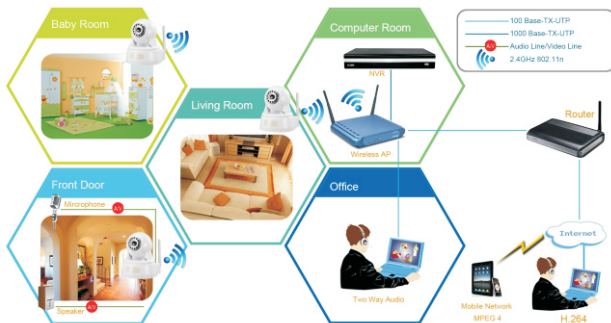 Baby Room
Computer Room
100 Base-TX-UTP
1000 Base-TX-UTP
A/V
Audio Line/Video Line
2.4GHz 802.11n
NVR
Living Room
Router
Wireless AP
Front Door
Office
Microphone
A/V
Internet
Two Way Audio
A/V
Speaker
Mobile Network
MPEG 4
H.264